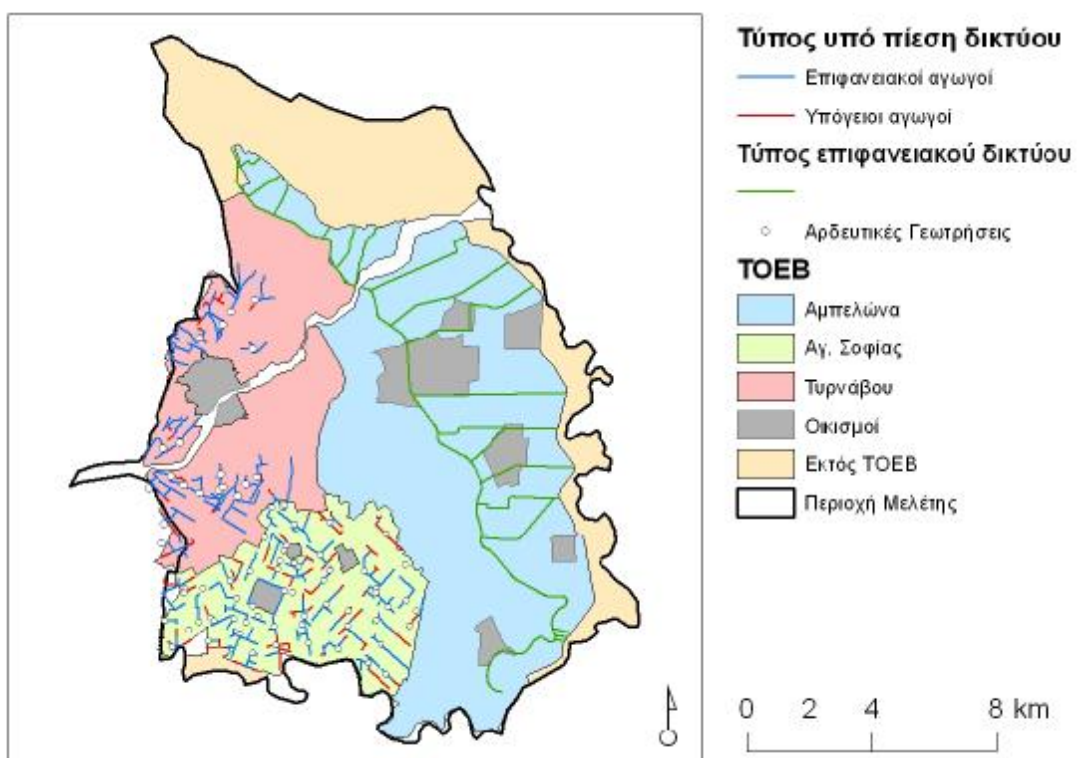 Τύπος υπό πίεση δικτύου
Επιφανειακοί αγωγοί
Υπόγειοι αγωγοί
Τύπος επιφανειακού δικτύου
Αρδευτικές Γεωτρήσεις
ΤΟΕΒ
Αμπελώνα
Αγ. Σοφίας
Τυρνάβου
Οικισμοί
Εκτός ΤΟΕΒ
Περιοχή Μελέτης
0 2 4 8 km